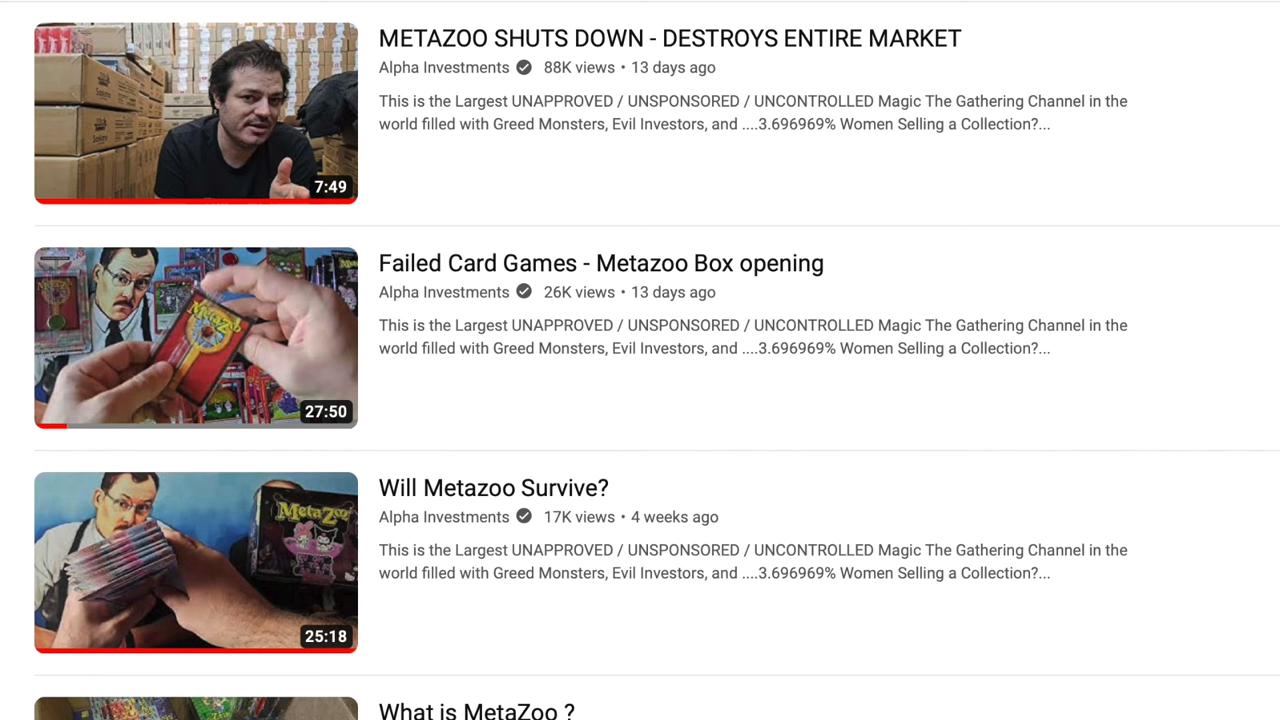 METAZOO SHUTS DOWN - DESTROYS ENTIRE MARKET
Alpha Investments 88K views • 13 days ago
This is the Largest UNAPPROVED / UNSPONSORED / UNCONTROLLED Magic The Gathering Channel in the
world filled with Greed Monsters, Evil Investors, and ....3.696969% Women Selling a Collection?...
7:49
Failed Card Games - Metazoo Box opening
Alpha Investments 26K views • 13 days ago
This is the Largest UNAPPROVED / UNSPONSORED / UNCONTROLLED Magic The Gathering Channel in the
world filled with Greed Monsters, Evil Investors, and ....3.696969% Women Selling a Collection?...
MetaZoo
27:50
Will Metazoo Survive?
Alpha Investments 17K views • 4 weeks ago
This is the Largest UNAPPROVED / UNSPONSORED / UNCONTROLLED Magic The Gathering Channel in the
world filled with Greed Monsters, Evil Investors, and ....3.696969% Women Selling a Collection?...
MetaZoo
25:18
What is MetaZoo ?